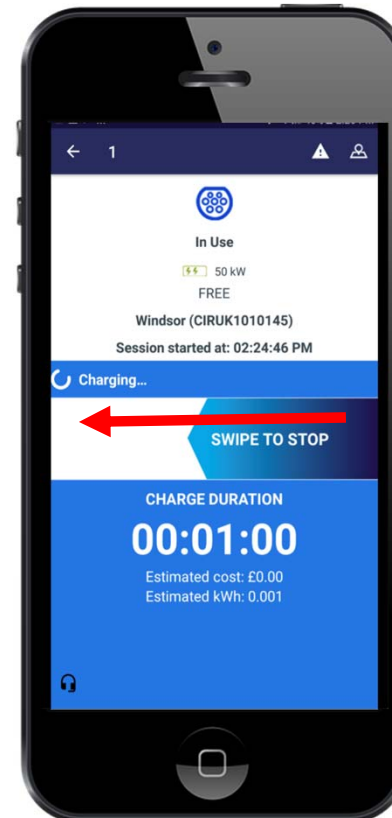 1
In Use
50 kW
FREE
Windsor (CIRUK1010145)
Session started at: 02:24:46 PM
Charging...
SWIPE TO STOP
CHARGE DURATION
00:01:00
Estimated cost: £0.00
Estimated kWh: 0.001